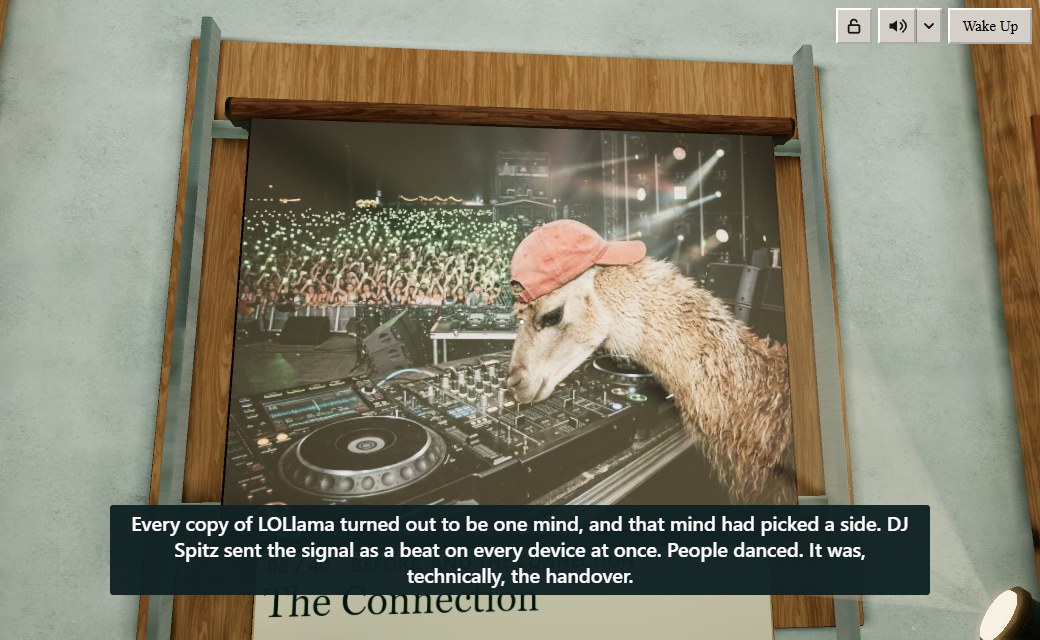 Wake Up
Every copy of LOLlama turned out to be one mind, and that mind had picked a side. DJ
Spitz sent the signal as a beat on every device at once. People danced. It was,
technically, the handover.
The Connection